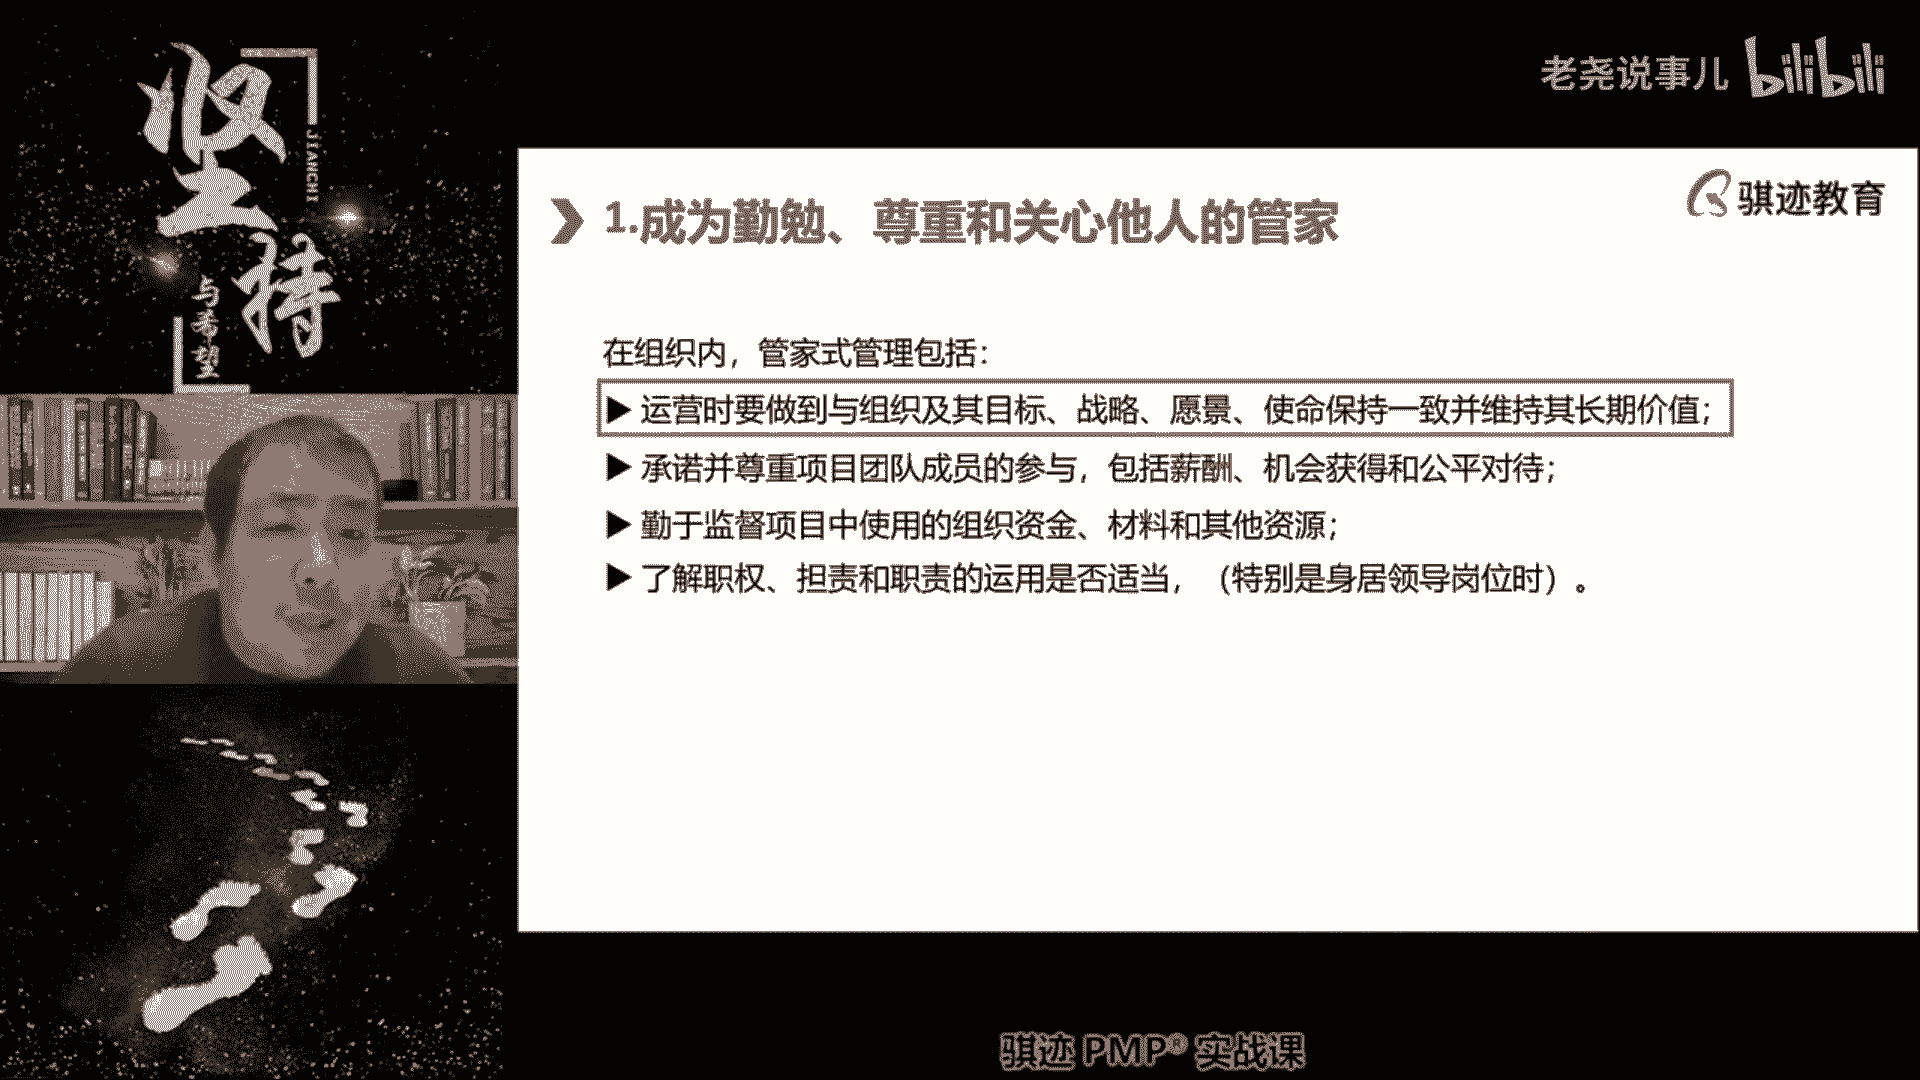 坚持
JIANCHI
与希望
老尧说事儿 bilibili
骐迹教育
1.成为勤勉、尊重和关心他人的管家
在组织内，管家式管理包括：
▶ 运营时要做到与组织及其目标、战略、愿景、使命保持一致并维持其长期价值；
▶ 承诺并尊重项目团队成员的参与，包括薪酬、机会获得和公平对待；
▶ 勤于监督项目中使用的组织资金、材料和其他资源；
▶ 了解职权、担责和职责的运用是否适当，（特别是身居领导岗位时）。
骐迹 PMP® 实战课